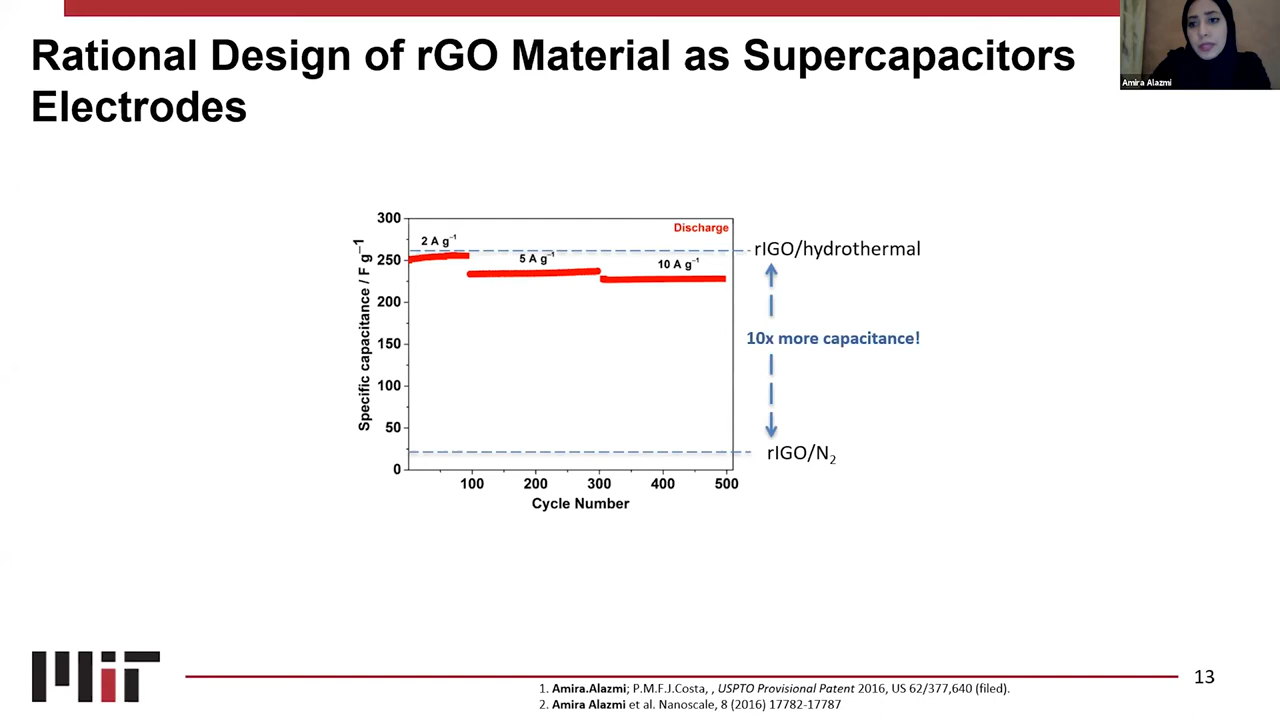 Rational Design of rGO Material as Supercapacitors
Electrodes
Amira Alazmi
300
250
200
150
100
50
0
Specific capacitance / F g⁻¹
Discharge
2 A g⁻¹
5 A g⁻¹
10 A g⁻¹
100 200 300 400 500
Cycle Number
rIGO/hydrothermal
10x more capacitance!
rIGO/N₂
MIT
1. Amira.Alazmi; P.M.F.J.Costa, , USPTO Provisional Patent 2016, US 62/377,640 (filed).
2. Amira Alazmi et al. Nanoscale, 8 (2016) 17782-17787
13